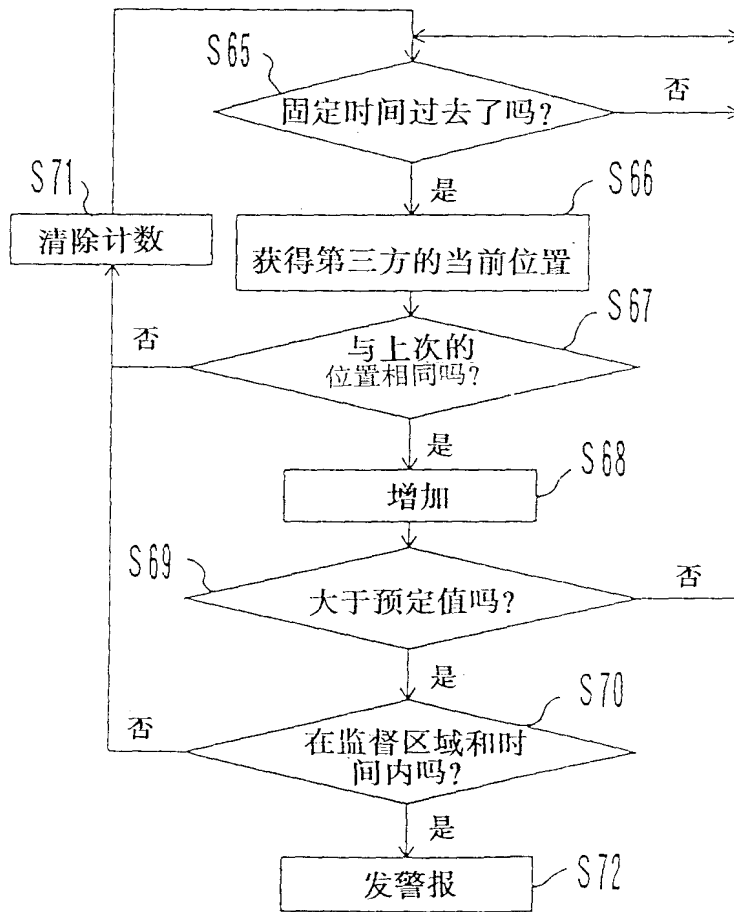 S65
固定时间过去了吗?
否
是
S71
清除计数
S66
获得第三方的当前位置
S67
否
与上次的
位置相同吗?
是
S68
增加
S69
否
大于预定值吗?
是
S70
否
在监督区域和时
间内吗?
是
S72
发警报